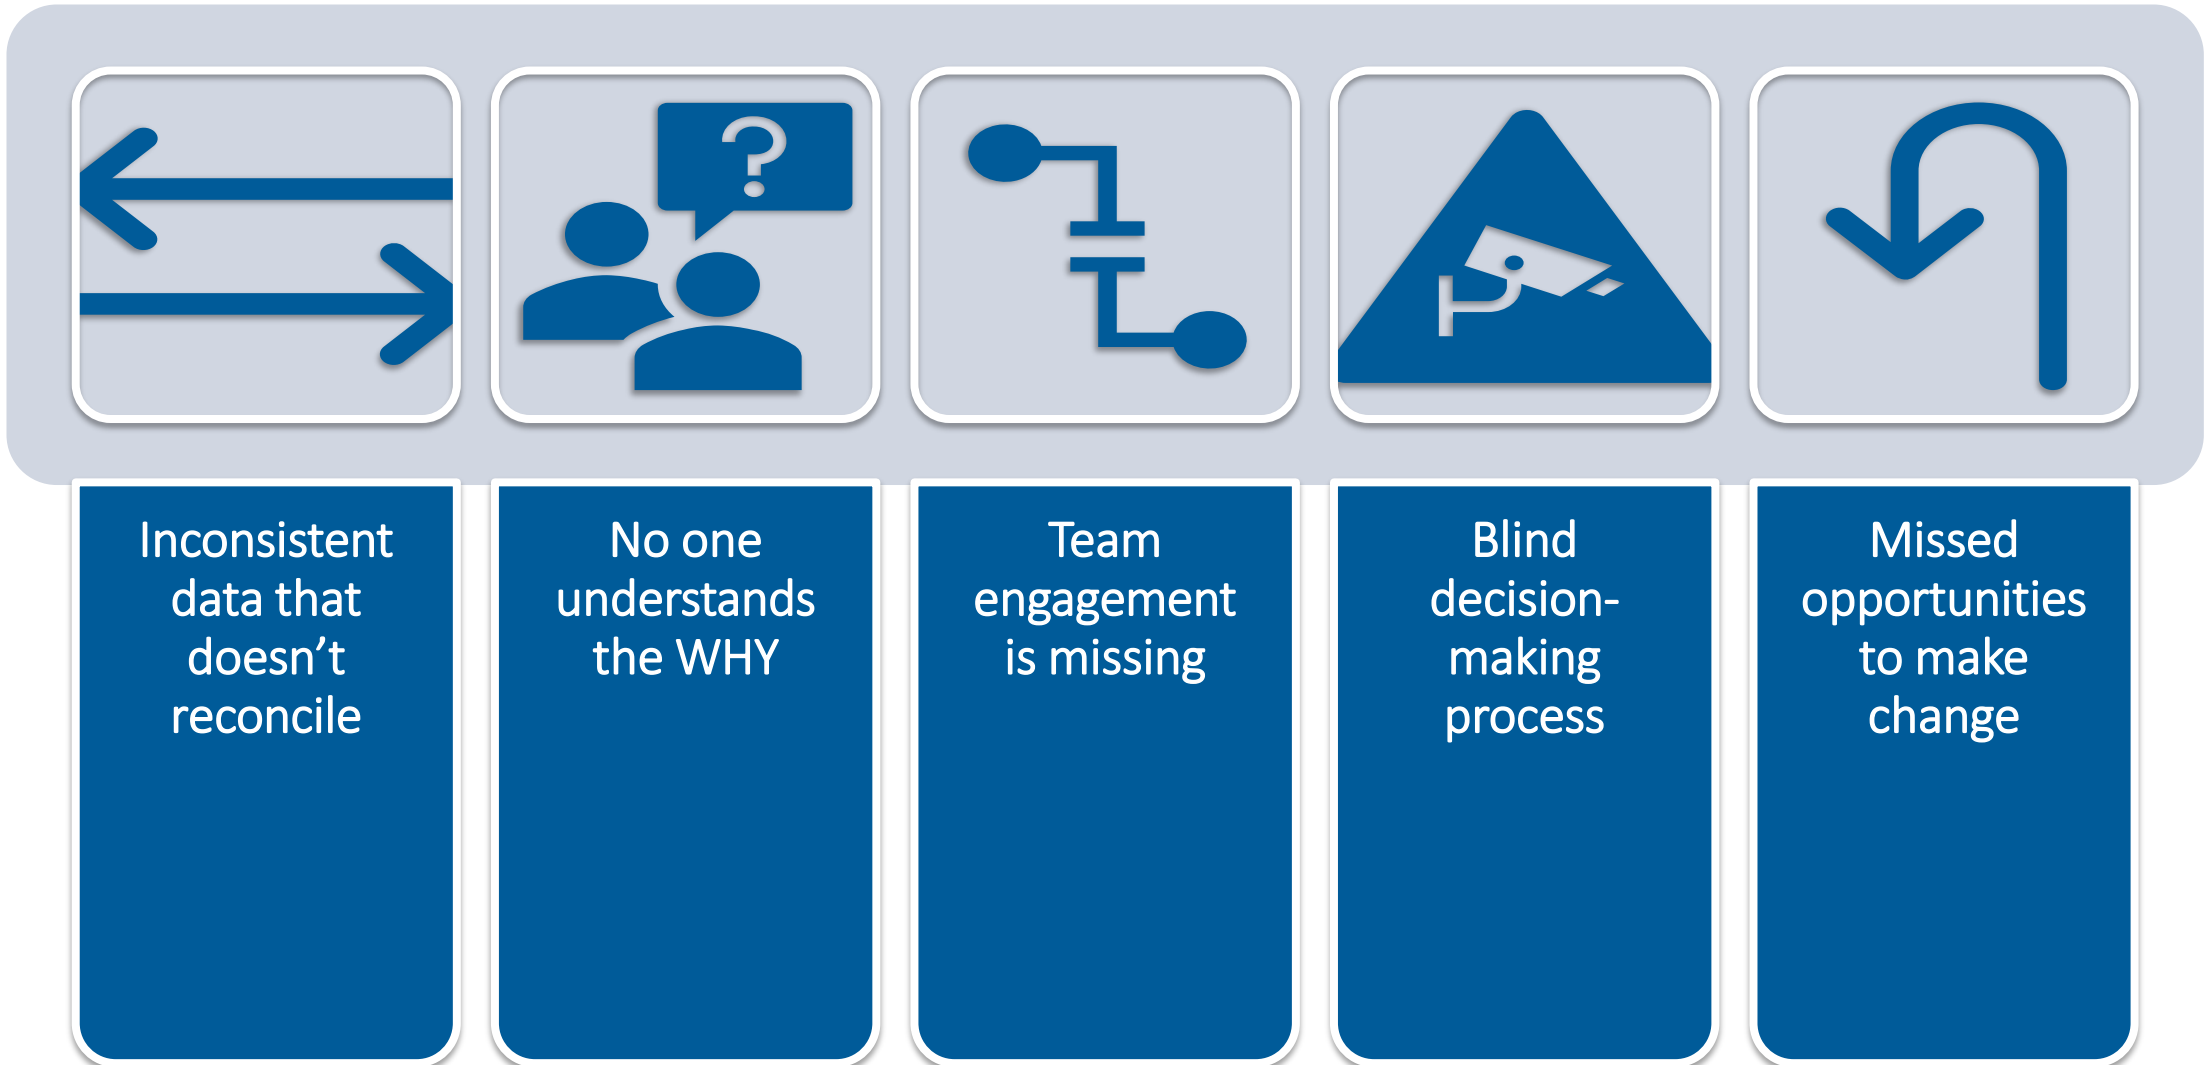 ?
Inconsistent
data that
doesn’t
reconcile
No one
understands
the WHY
Team
engagement
is missing
Blind
decision-
making
process
Missed
opportunities
to make
change